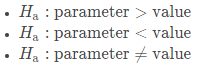 • Hₐ : parameter > value
• Hₐ : parameter < value
• Hₐ : parameter ≠ value